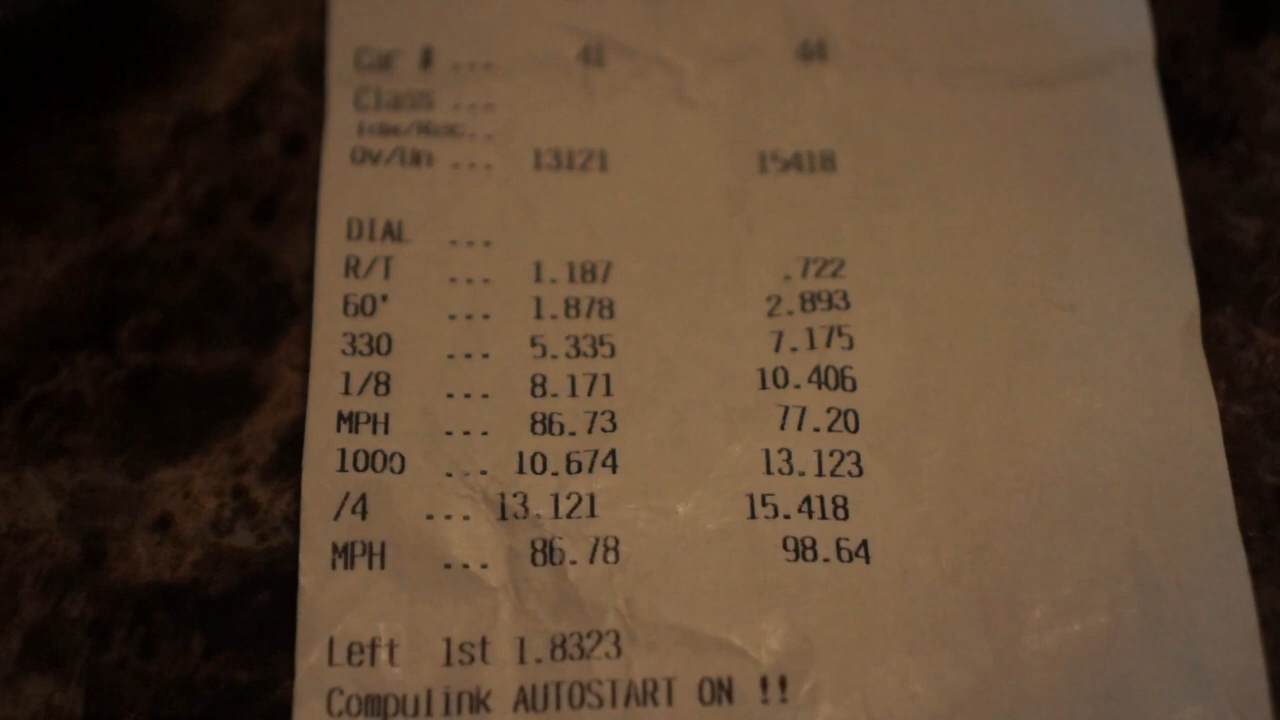 Car # ... 41 44
Class ...
Idx/Rec..
Ov/Un ... 13121 15418
DIAL ...
R/T ... 1.187 .722
60' ... 1.878 2.893
330 ... 5.335 7.175
1/8 ... 8.171 10.406
MPH ... 86.73 77.20
1000 ... 10.674 13.123
/4 ... 13.121 15.418
MPH ... 86.78 98.64
Left 1st 1.8323
Compulink AUTOSTART ON !!